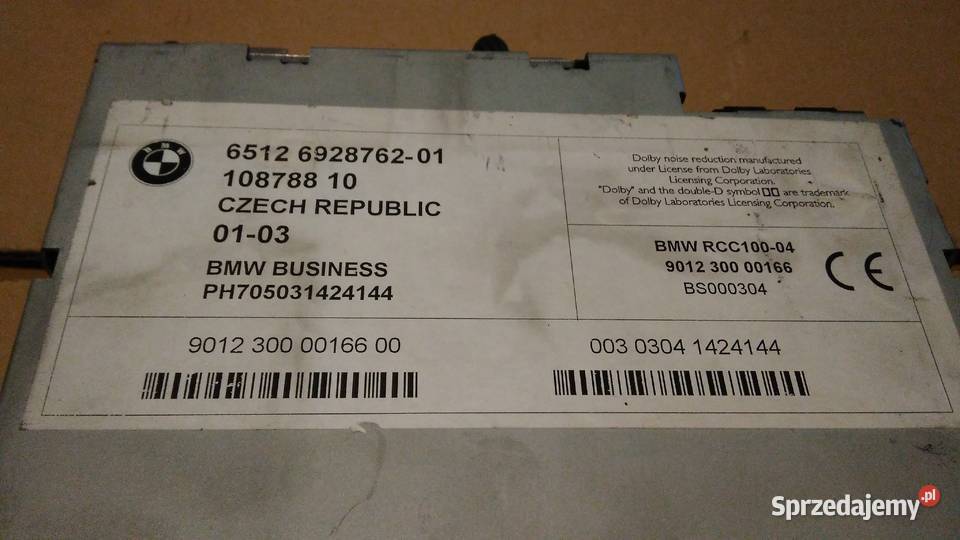 BMW
6512 6928762-01
108788 10
CZECH REPUBLIC
01-03
BMW BUSINESS
PH705031424144
Dolby noise reduction manufactured
under License from Dolby Laboratories
Licensing Corporation.
"Dolby" and the double-D symbol are trademark
of Dolby Laboratories Licensing Corporation.
BMW RCC100-04
9012 300 00166
BS000304
CE
9012 300 00166 00
003 0304 1424144
Sprzedajemy.pl